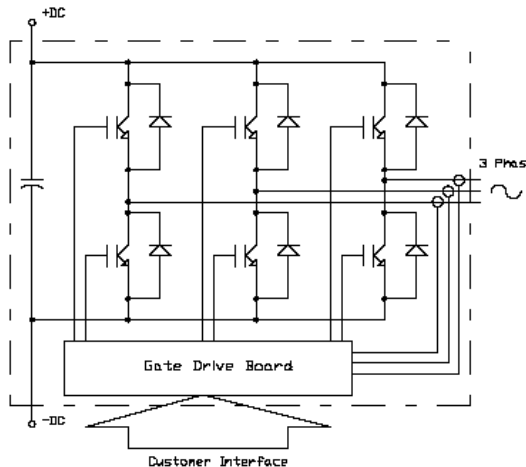 +DC
3 Phas
Gate Drive Board
-DC
Customer Interface